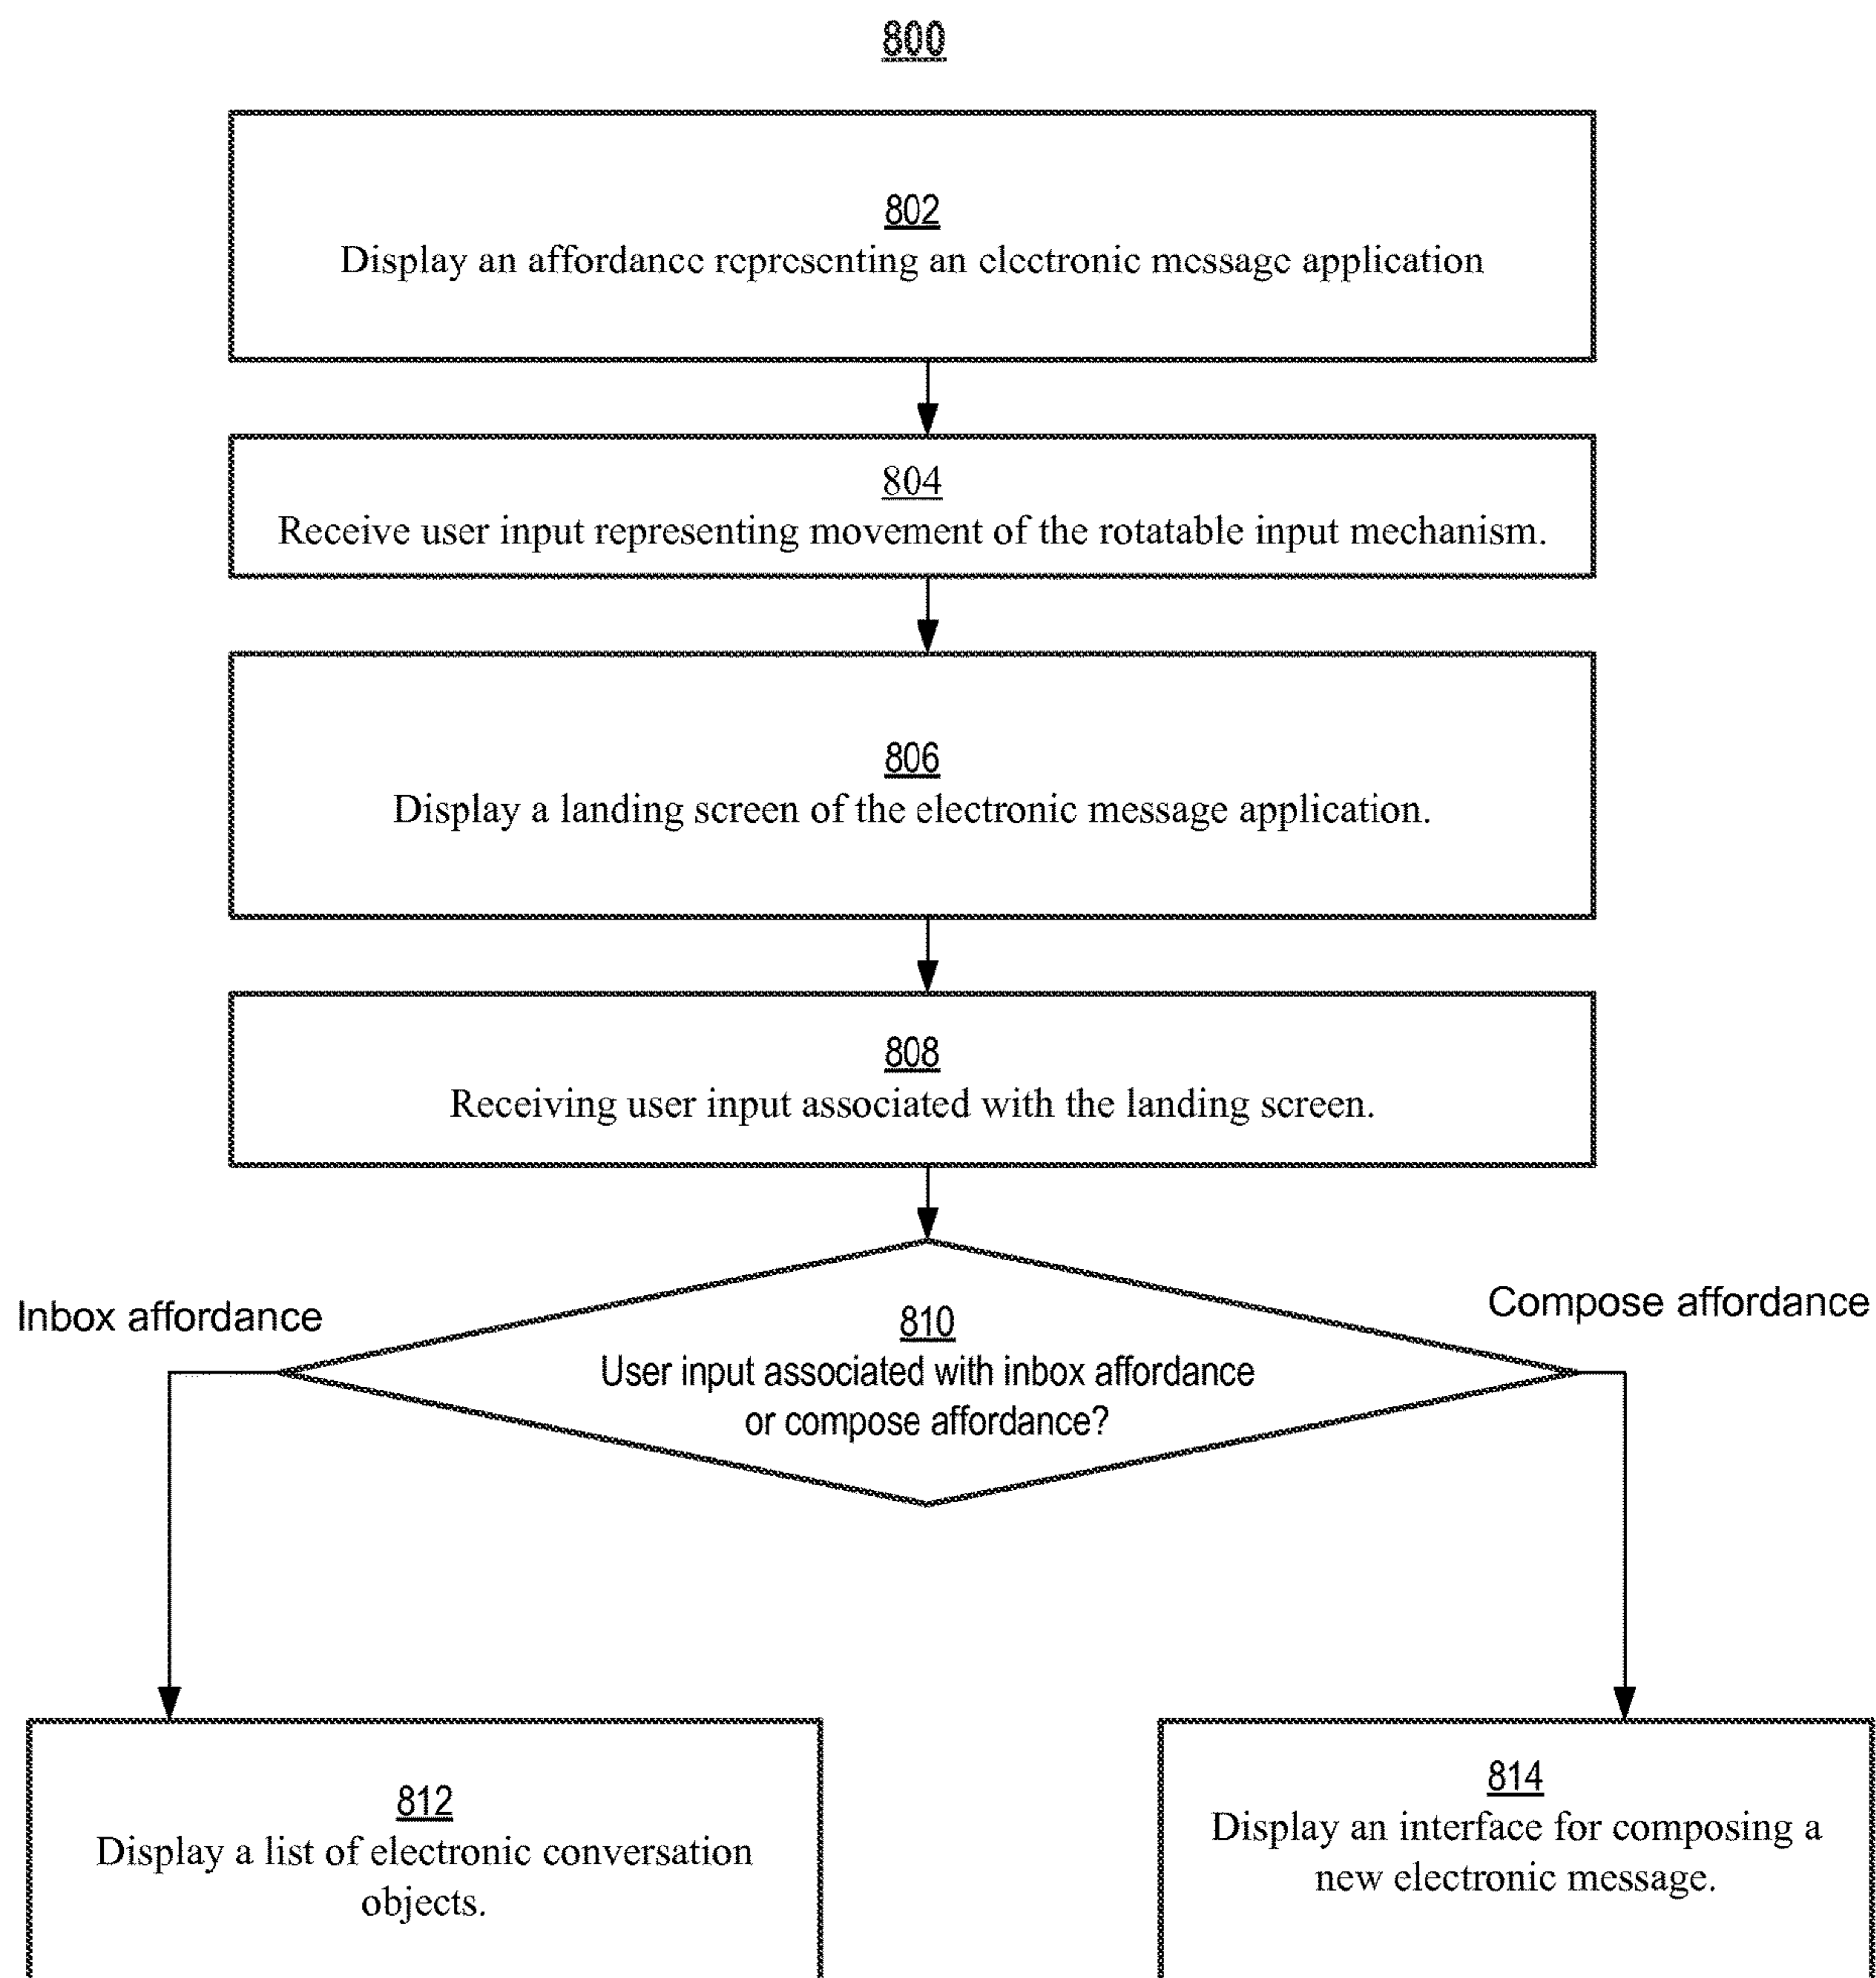 800
802
Display an affordance representing an electronic message application
804
Receive user input representing movement of the rotatable input mechanism.
806
Display a landing screen of the electronic message application.
808
Receiving user input associated with the landing screen.
Inbox affordance
Compose affordance
810
User input associated with inbox affordance
or compose affordance?
812
Display a list of electronic conversation
objects.
814
Display an interface for composing a
new electronic message.